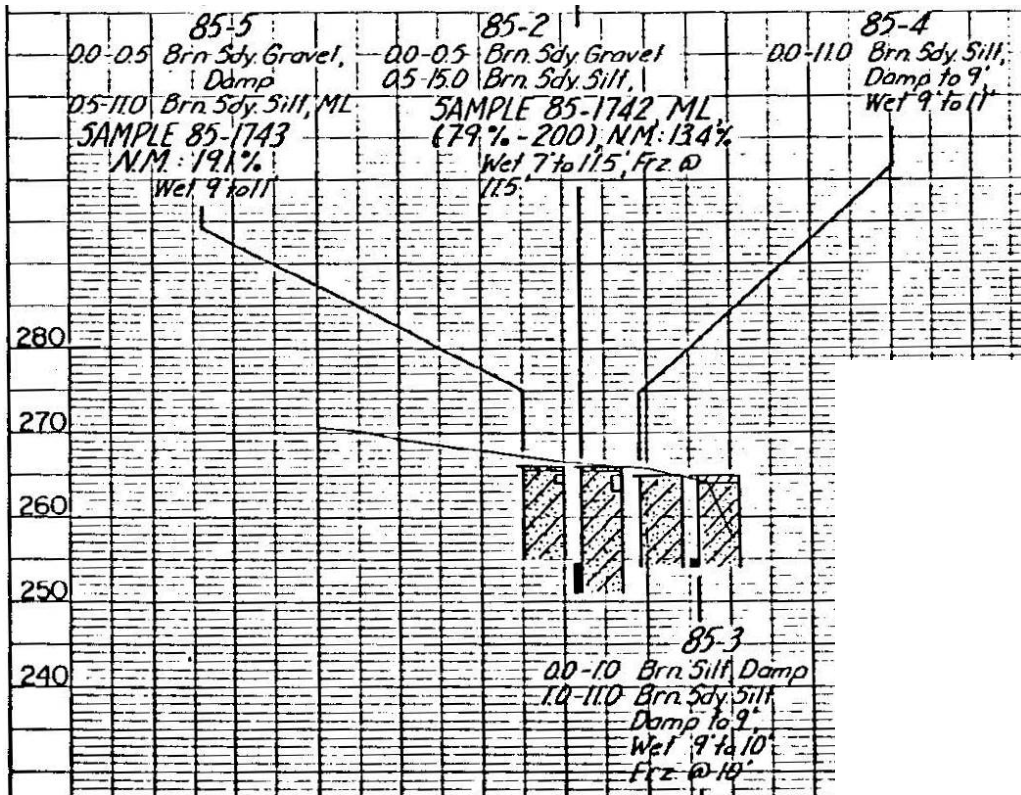 85-5
0.0-0.5 Brn. Sdy. Gravel,
Damp
0.5-11.0 Brn. Sdy. Silt, ML
SAMPLE 85-1743
N.M.: 19.1%
Wet 9' to 11'
85-2
0.0-0.5 Brn. Sdy. Gravel
0.5-15.0 Brn. Sdy. Silt,
SAMPLE 85-1742, ML,
(79% -200), N.M.: 13.4%
Wet 7' to 11.5', Frz @
11.5'
85-4
0.0-11.0 Brn. Sdy. Silt,
Damp to 9',
Wet 9' to 11'
280
270
260
250
240
85-3
0.0-1.0 Brn. Silt, Damp
1.0-11.0 Brn. Sdy. Silt
Damp to 9',
Wet 9' to 10'
Frz. @ 10'